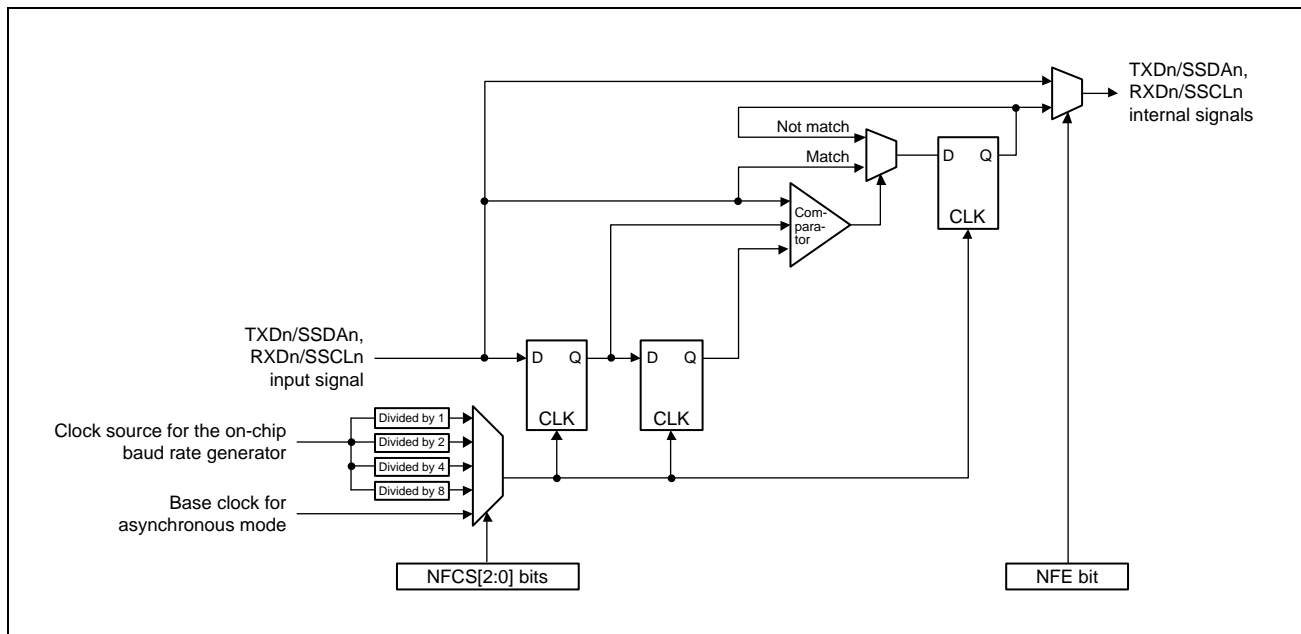 TXDn/SSDAn,
RXDn/SSCLn
internal signals
Not match
Match
D Q
CLK
Com-
para-
tor
TXDn/SSDAn,
RXDn/SSCLn
input signal
D Q
CLK
D Q
CLK
Clock source for the on-chip
baud rate generator
Divided by 1
Divided by 2
Divided by 4
Divided by 8
Base clock for
asynchronous mode
NFCS[2:0] bits
NFE bit